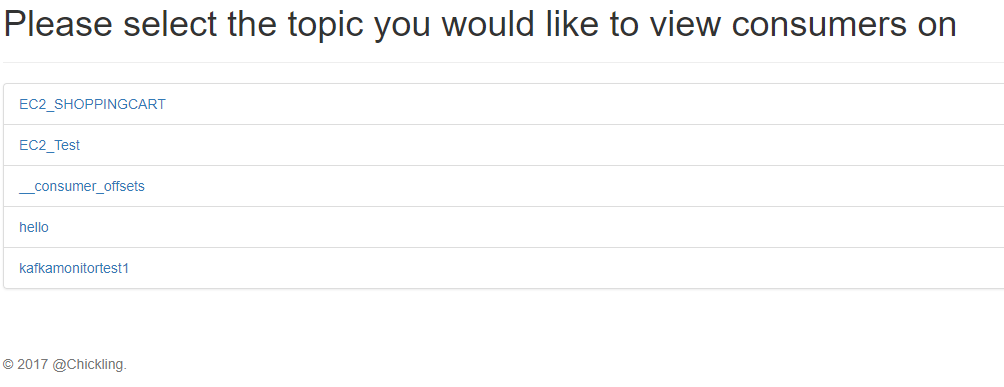 Please select the topic you would like to view consumers on
EC2_SHOPPINGCART
EC2_Test
__consumer_offsets
hello
kafkamonitortest1
© 2017 @Chickling.